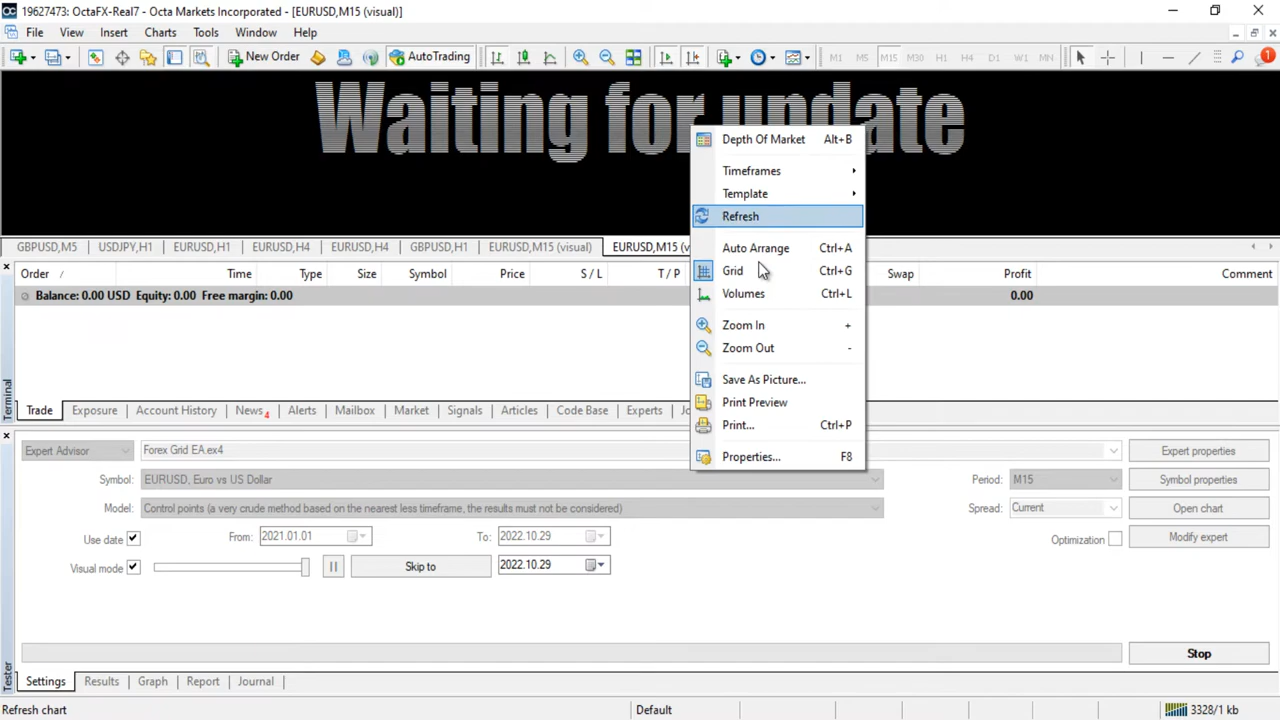 19627473: OctaFX-Real7 - Octa Markets Incorporated - [EURUSD,M15 (visual)]
File View Insert Charts Tools Window Help
New Order AutoTrading M1 M5 M15 M30 H1 H4 D1 W1 MN 1
Waiting for update
Depth Of Market Alt+B
Timeframes
Template
Refresh
Auto Arrange Ctrl+A
Grid Ctrl+G
Volumes Ctrl+L
Zoom In +
Zoom Out -
Save As Picture...
Print Preview
Print... Ctrl+P
Properties... F8
GBPUSD,M5 USDJPY,H1 EURUSD,H1 EURUSD,H4 EURUSD,H4 GBPUSD,H1 EURUSD,M15 (visual) EURUSD,M15 (v
Order / Time Type Size Symbol Price S / L T / P Swap Profit Comment
Balance: 0.00 USD Equity: 0.00 Free margin: 0.00 0.00
Terminal
Trade Exposure Account History News 4 Alerts Mailbox Market Signals Articles Code Base Experts
Expert Advisor Forex Grid EA.ex4 Expert properties
Symbol: EURUSD, Euro vs US Dollar Period: M15 Symbol properties
Model: Control points (a very crude method based on the nearest less timeframe, the results must not be considered) Spread: Current Open chart
Use date From: 2021.01.01 To: 2022.10.29 Optimization Modify expert
Visual mode Skip to 2022.10.29
Stop
Tester
Settings Results Graph Report Journal
Refresh chart Default 3328/1 kb